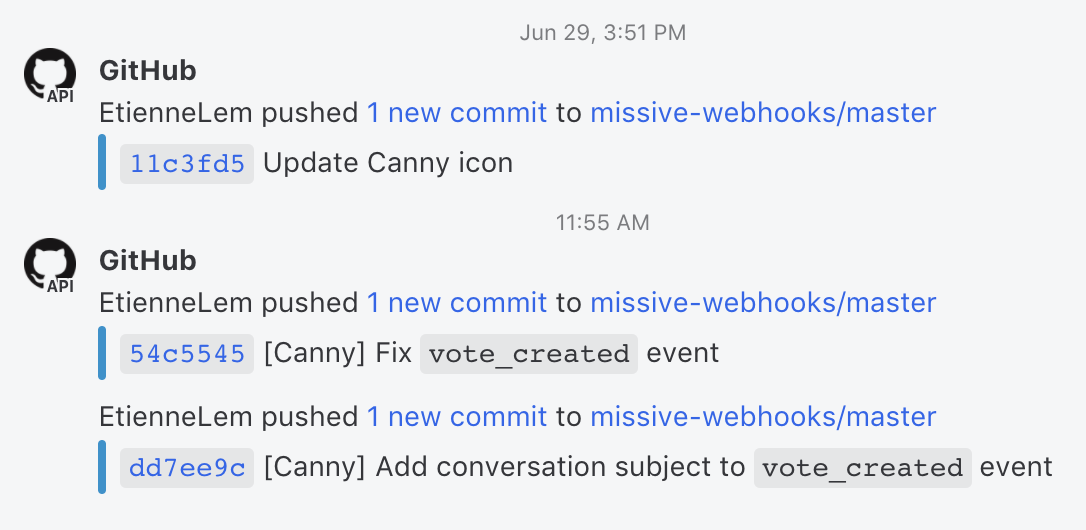 Jun 29, 3:51 PM
GitHub
API
EtienneLem pushed 1 new commit to missive-webhooks/master
11c3fd5 Update Canny icon
11:55 AM
GitHub
API
EtienneLem pushed 1 new commit to missive-webhooks/master
54c5545 [Canny] Fix vote_created event
EtienneLem pushed 1 new commit to missive-webhooks/master
dd7ee9c [Canny] Add conversation subject to vote_created event